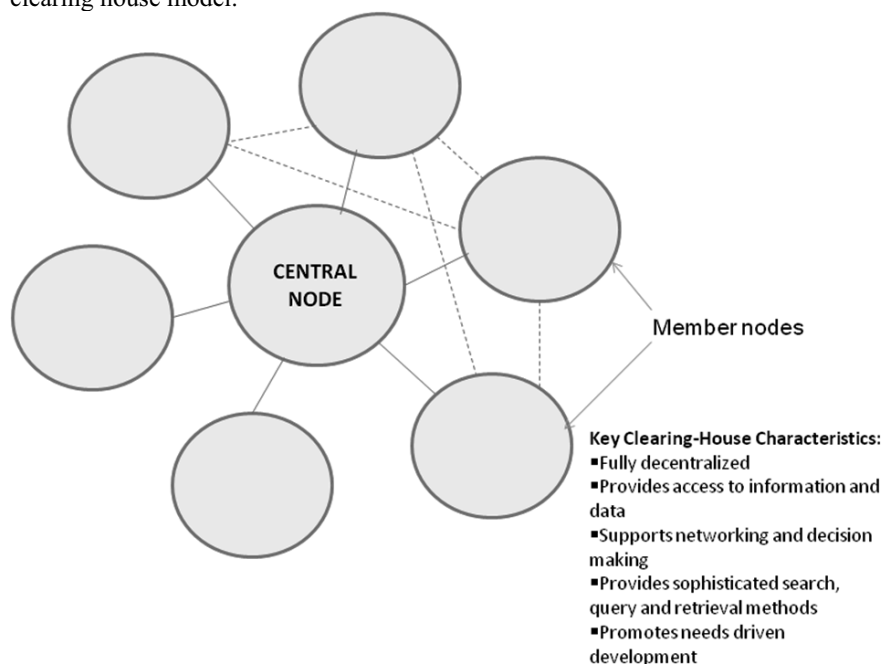 clearing house model.
CENTRAL
NODE
Member nodes
Key Clearing-House Characteristics:
▪Fully decentralized
▪Provides access to information and
data
▪Supports networking and decision
making
▪Provides sophisticated search,
query and retrieval methods
▪Promotes needs driven
development